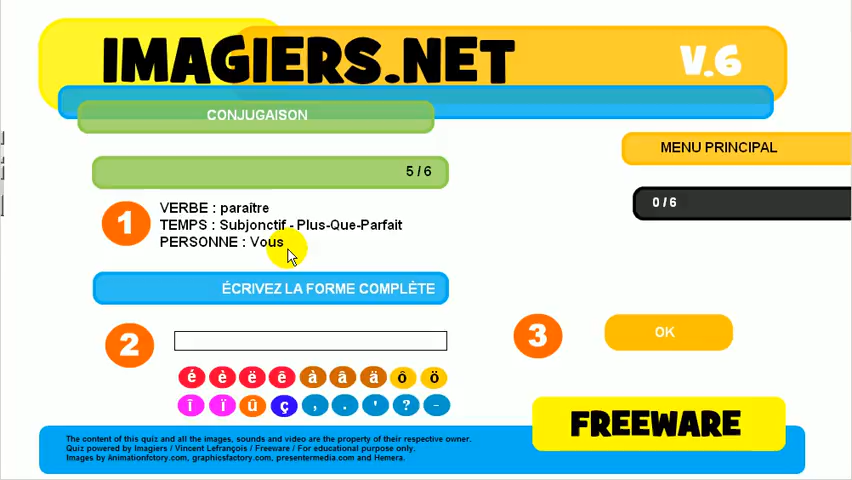 IMAGIERS.NET
V.6
CONJUGAISON
MENU PRINCIPAL
5 / 6
0 / 6
1
VERBE : paraître
TEMPS : Subjonctif - Plus-Que-Parfait
PERSONNE : Vous
ÉCRIVEZ LA FORME COMPLÈTE
2
3
OK
é è ë ê à â ä ô ö
î ï û ç , . ' ? -
FREEWARE
The content of this quiz and all the images, sounds and video are the property of their respective owner.
Quiz powered by Imagiers / Vincent Lefrançois / Freeware / For educational purpose only.
Images by Animationfctory.com, graphicsfactory.com, presentermedia.com and Hemera.